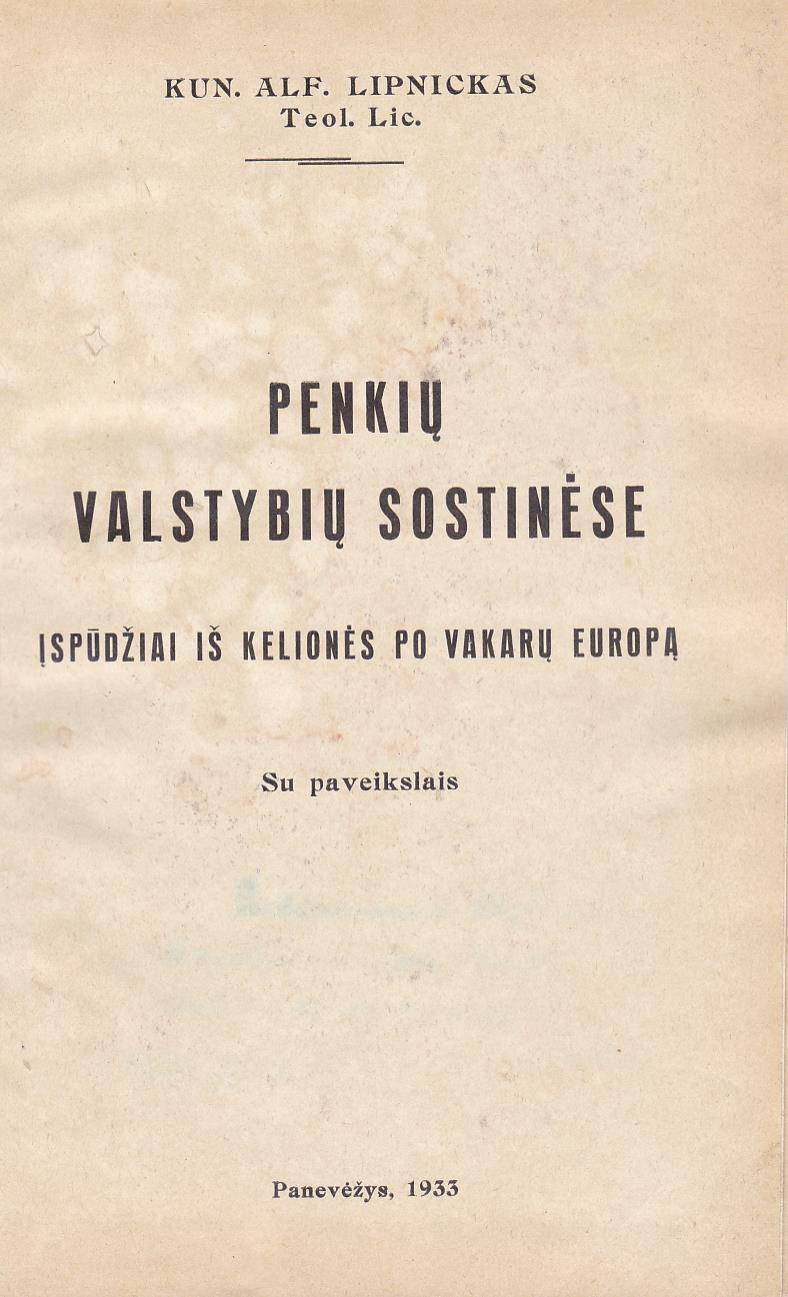 KUN. ALF. LIPNICKAS
Teol. Lic.
PENKIŲ
VALSTYBIŲ SOSTINĖSE
ĮSPŪDŽIAI IŠ KELIONĖS PO VAKARŲ EUROPĄ
Su paveikslais
Panevėžys, 1933